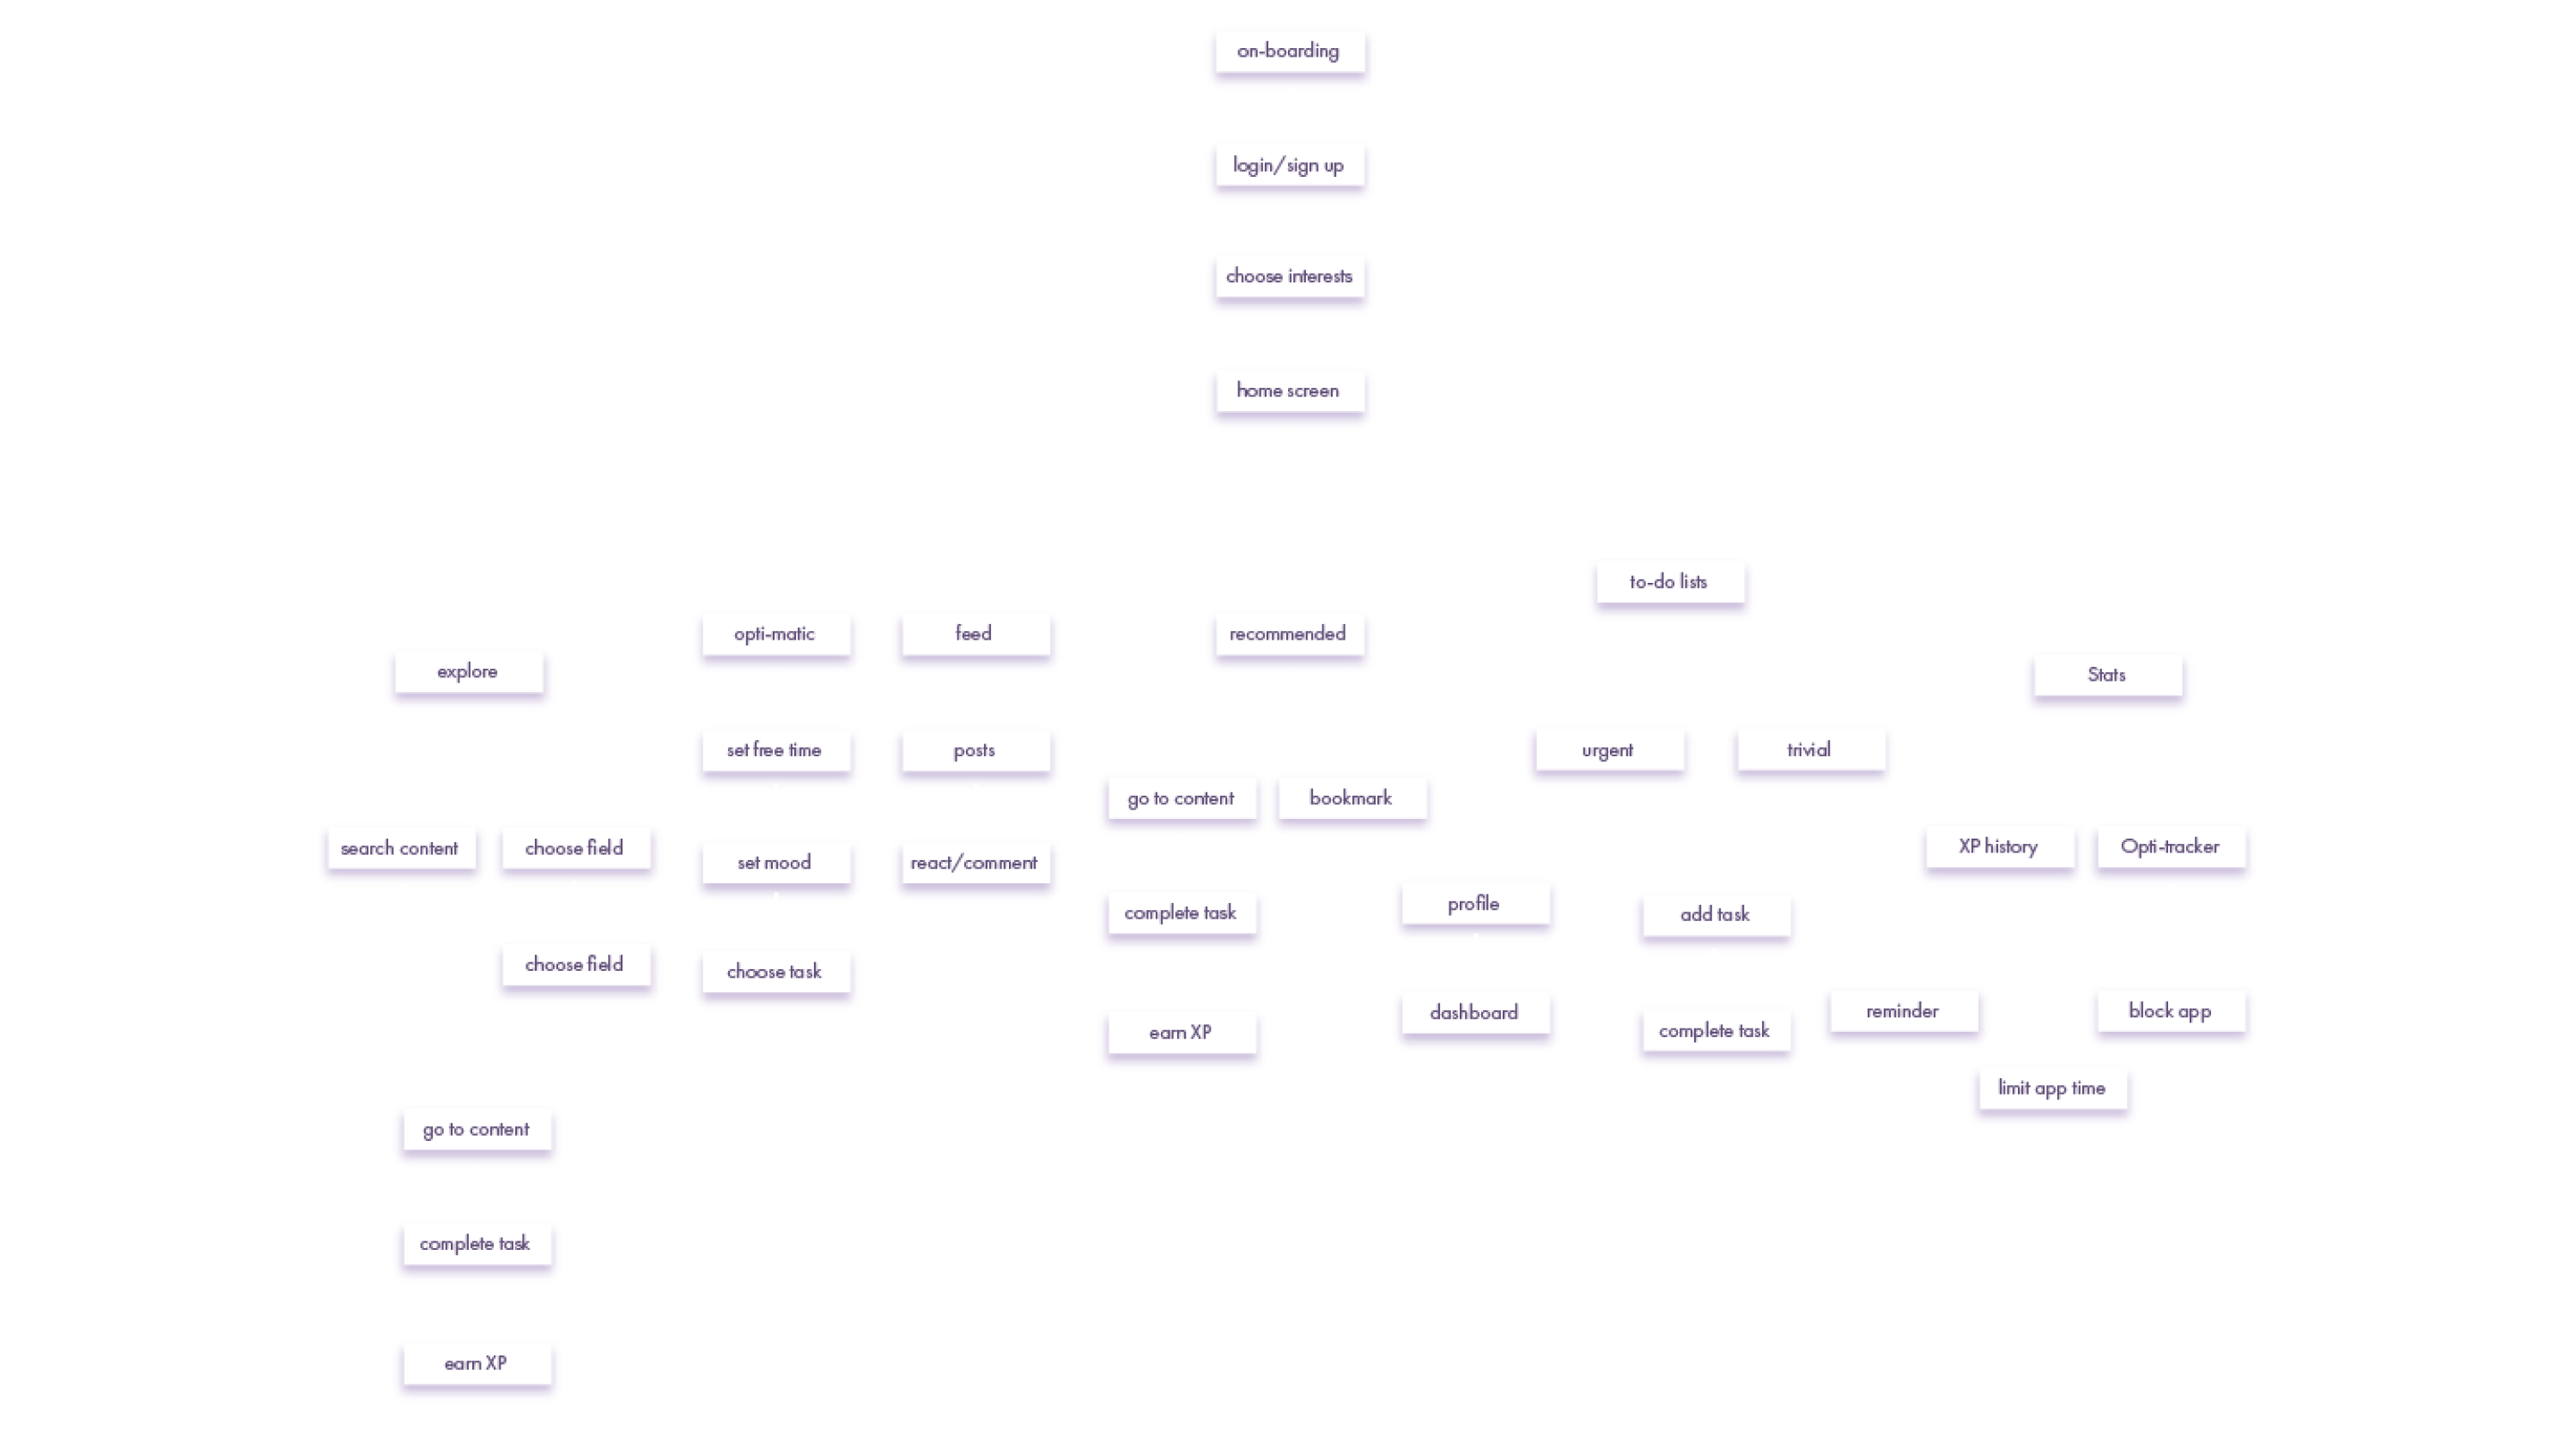 on-boarding
login/sign up
choose interests
home screen
to-do lists
opti-matic
feed
recommended
explore
Stats
set free time
posts
urgent
trivial
go to content
bookmark
search content
choose field
XP history
Opti-tracker
set mood
react/comment
profile
complete task
add task
choose field
choose task
dashboard
reminder
block app
earn XP
complete task
limit app time
go to content
complete task
earn XP